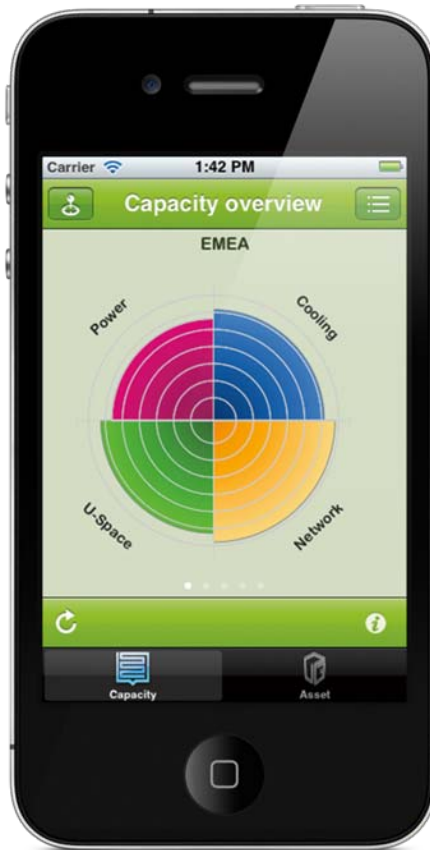 Carrier 1:42 PM
Capacity overview
EMEA
Power
Cooling
U-Space
Network
Capacity
Asset